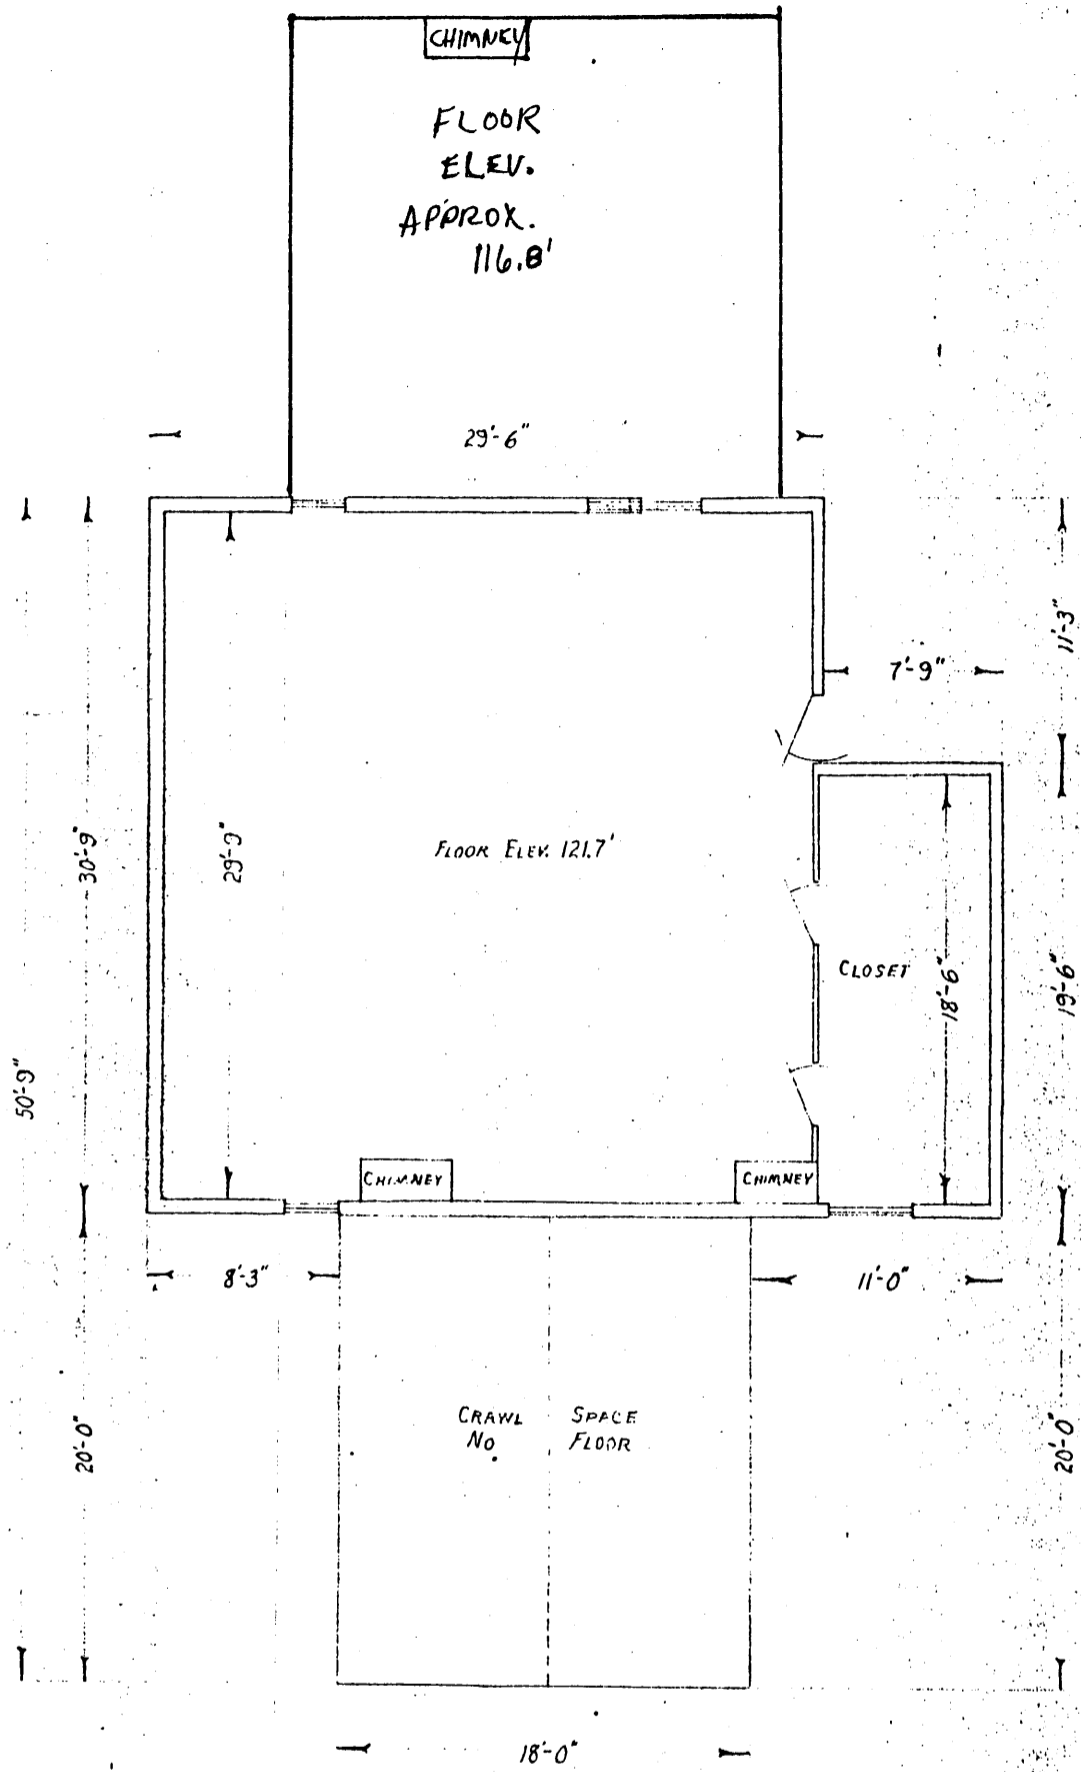 CHIMNEY
FLOOR
ELEV.
APPROX.
116.8'
29'-6"
11'-3"
7'-9"
30'-9"
29'-9"
FLOOR ELEV. 121.7'
CLOSET
18'-6"
19'-6"
50'-9"
CHIMNEY
CHIMNEY
8'-3"
11'-0"
CRAWL SPACE
NO FLOOR
20'-0"
20'-0"
18'-0"